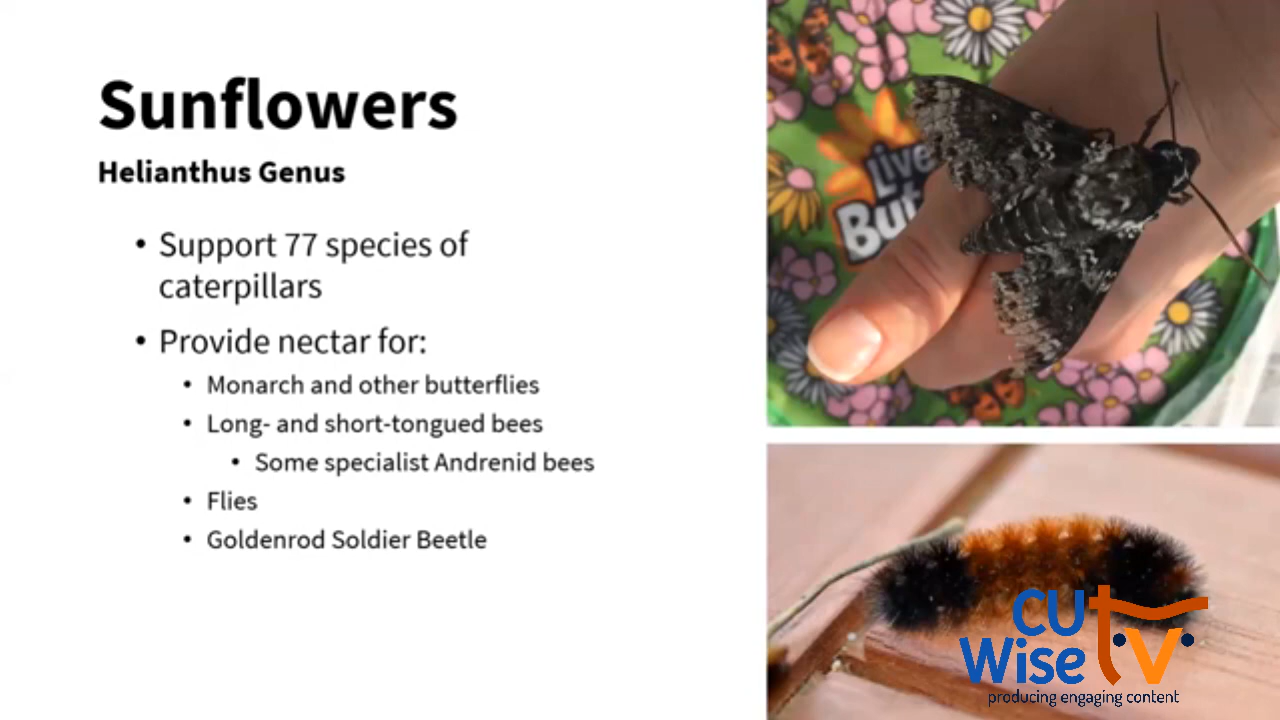 Sunflowers
Helianthus Genus
• Support 77 species of
caterpillars
• Provide nectar for:
• Monarch and other butterflies
• Long- and short-tongued bees
• Some specialist Andrenid bees
• Flies
• Goldenrod Soldier Beetle
Live
CU
Wise tv
producing engaging content